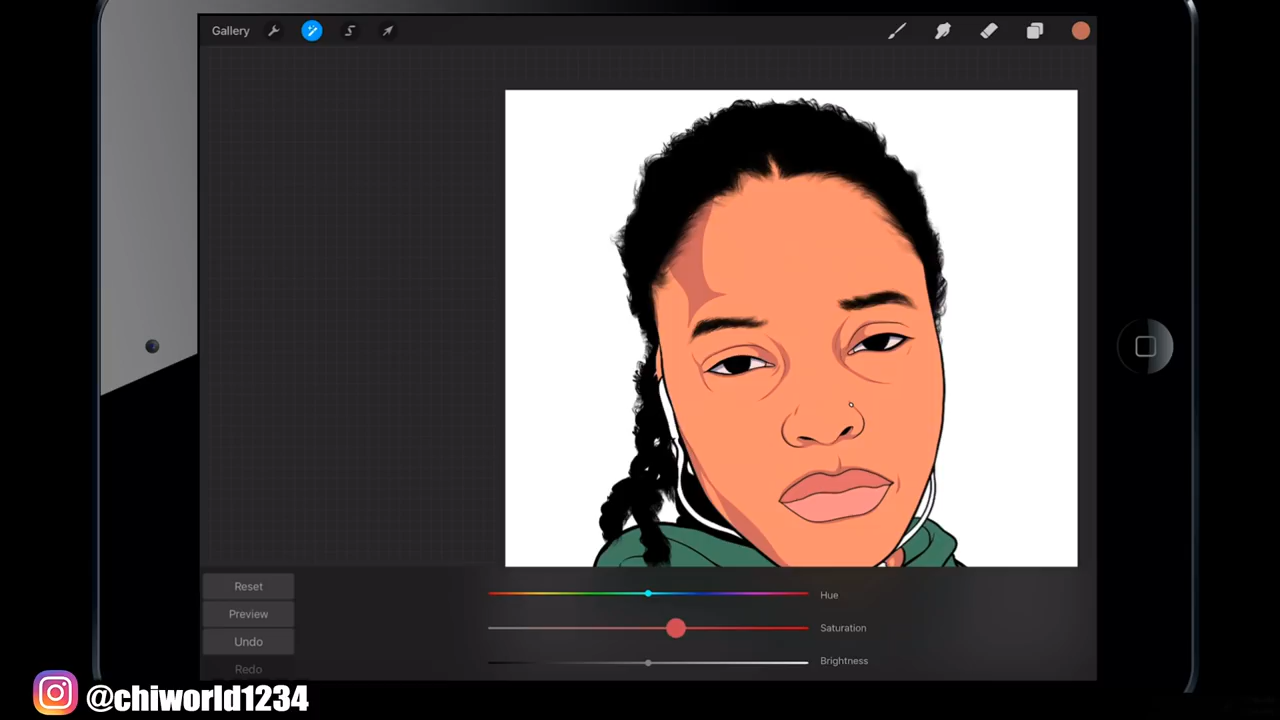 Gallery
Hue
Saturation
Brightness
Reset
Preview
Undo
Redo
@chiworld1234